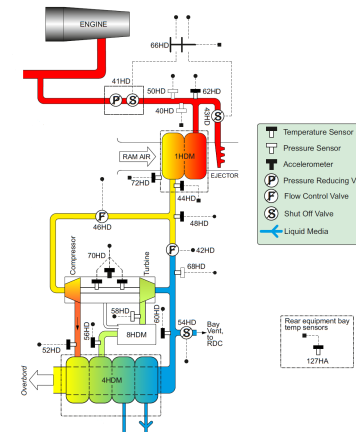 ENGINE
66HD
41HD
50HD
62HD
P
S
40HD
43HD
S
RAM AIR
1HDM
EJECTOR
72HD
44HD
F
46HD
48HD
Compressor
Turbine
F
42HD
70HD
68HD
58HD
60HD
54HD
S
Bay
Vent.
to
RDC
8HDM
56HD
52HD
4HDM
Overbord
Temperature Sensor
Pressure Sensor
Accelerometer
P Pressure Reducing V
F Flow Control Valve
S Shut Off Valve
Liquid Media
Rear equipment bay
temp sensors
127HA